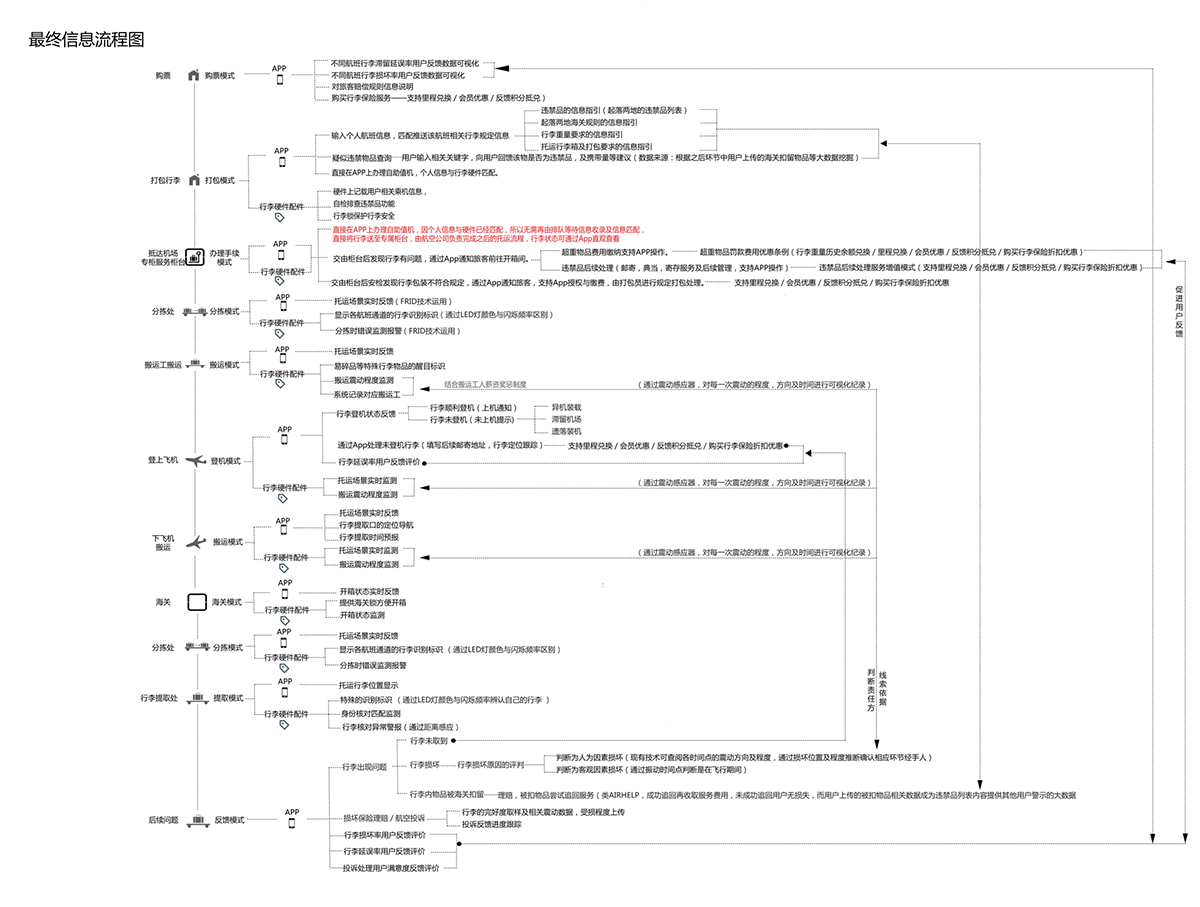 最终信息流程图
购票
购票模式
APP
不同航班行李滞留延误率用户反馈数据可视化
不同航班行李损坏率用户反馈数据可视化
对旅客赔偿规则信息说明
购买行李保险服务——支持里程兑换 / 会员优惠 / 反馈积分抵兑）
打包行李
打包模式
APP
输入个人航班信息，匹配推送该航班相关行李规定信息
违禁品的信息指引（起落两地的违禁品列表）
起落两地海关规则的信息指引
行李重量要求的信息指引
托运行李箱及打包要求的信息指引
疑似违禁物品查询
用户输入相关关键字，向用户回馈该物是否为违禁品，及携带量等建议（数据来源：根据之后环节中用户上传的海关扣留物品等大数据挖掘）
直接在APP上办理自助值机，个人信息与行李硬件匹配。
行李硬件配件
硬件上记载用户相关乘机信息，
自检排查违禁品功能
行李锁保护行李安全
抵达机场
专柜服务柜台
办理手续
模式
APP
直接在APP上办理自助值机，因个人信息与硬件已经匹配，所以无需再由排队等待信息收录及信息匹配，
直接将行李送至专属柜台，由航空公司负责完成之后的托运流程，行李状态可通过App直观查看
行李硬件配件
交由柜台后发现行李有问题，通过App通知旅客前往开箱间。
超重物品费用缴纳支持APP操作。
超重物品罚款费用优惠条例（行李重量历史余额兑换 / 里程兑换 / 会员优惠 / 反馈积分抵兑 / 购买行李保险折扣优惠）
违禁品后续处理（邮寄，典当，寄存服务及后续管理，支持APP操作）
违禁品后续处理服务增值模式（支持里程兑换 / 会员优惠 / 反馈积分抵兑 / 购买行李保险折扣优惠）
交由柜台后安检发现行李包装不符合规定，通过App通知旅客，支持App授权与缴费，由打包员进行规定打包处理。
支持里程兑换 / 会员优惠 / 反馈积分抵兑 / 购买行李保险折扣优惠
促进用户反馈
分拣处
分拣模式
APP
托运场景实时反馈（FRID技术运用）
行李硬件配件
显示各航班通道的行李识别标识（通过LED灯颜色与闪烁频率区别）
分拣时错误监测报警（FRID技术运用）
搬运工搬运
搬运模式
APP
托运场景实时反馈
行李硬件配件
易碎品等特殊行李物品的醒目标识
搬运震动程度监测
系统记录对应搬运工
结合搬运工人薪资奖惩制度
（通过震动感应器，对每一次震动的程度，方向及时间进行可视化纪录）
登上飞机
登机模式
APP
行李登机状态反馈
行李顺利登机（上机通知）
行李未登机（未上机提示)
异机装载
滞留机场
遗落装机
通过App处理未登机行李（填写后续邮寄地址，行李定位跟踪）
支持里程兑换 / 会员优惠 / 反馈积分抵兑 / 购买行李保险折扣优惠
行李延误率用户反馈评价
行李硬件配件
托运场景实时监测
搬运震动程度监测
（通过震动感应器，对每一次震动的程度，方向及时间进行可视化纪录）
下飞机
搬运
搬运模式
APP
托运场景实时反馈
行李提取口的定位导航
行李提取时间预报
行李硬件配件
托运场景实时监测
搬运震动程度监测
（通过震动感应器，对每一次震动的程度，方向及时间进行可视化纪录）
海关
海关模式
APP
开箱状态实时反馈
行李硬件配件
提供海关锁方便开箱
开箱状态监测
分拣处
分拣模式
APP
托运场景实时反馈
行李硬件配件
显示各航班通道的行李识别标识 （通过LED灯颜色与闪烁频率区别）
分拣时错误监测报警
行李提取处
提取模式
APP
托运行李位置显示
行李硬件配件
特殊的识别标识 （通过LED灯颜色与闪烁频率辨认自己的行李 ）
身份核对匹配监测
行李核对异常警报（通过距离感应）
线索依据
判断责任方
后续问题
反馈模式
APP
行李出现问题
行李未取到
行李损坏
行李损坏原因的评判
判断为人为因素损坏（现有技术可查阅各时间点的震动方向及程度，通过损坏位置及程度推断确认相应环节经手人）
判断为客观因素损坏（通过振动时间点判断是在飞行期间）
行李内物品被海关扣留
理赔，被扣物品尝试追回服务（类AIRHELP，成功追回再收取服务费用，未成功追回用户无损失，而用户上传的被扣物品相关数据成为违禁品列表内容提供其他用户警示的大数据
损坏保险理赔 / 航空投诉
行李的完好度取样及相关震动数据，受损程度上传
投诉反馈进度跟踪
行李损坏率用户反馈评价
行李延误率用户反馈评价
投诉处理用户满意度反馈评价